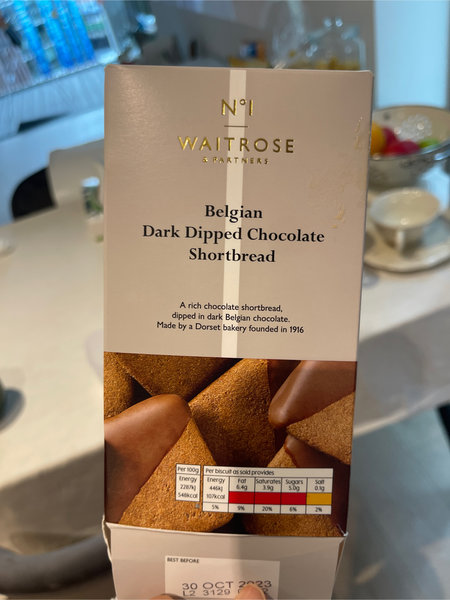 N°1
WAITROSE
& PARTNERS
Belgian
Dark Dipped Chocolate
Shortbread
A rich chocolate shortbread,
dipped in dark Belgian chocolate.
Made by a Dorset bakery founded in 1916
Per 100g
Energy
2287kJ
548kcal
Per biscuit as sold provides
Energy Fat Saturates Sugars Salt
446kJ 6.4g 3.9g 5.0g 0.1g
107kcal
5% 9% 20% 6% 2%
BEST BEFORE
30 OCT 2023
L2 3129